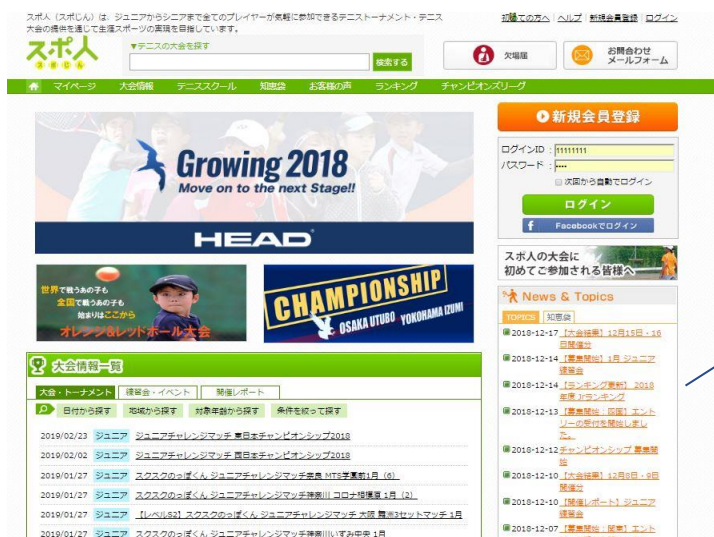 スポ人（スポじん）は、ジュニアからシニアまで全てのプレイヤーが気軽に参加できるテニストーナメント・テニス
大会の提供を通じて生涯スポーツの実現を目指しています。
初めての方へ ヘルプ 新規会員登録 ログイン
スポ人
スポじん
▼テニスの大会を探す
検索する
欠場届
お問合わせ
メールフォーム
マイページ 大会情報 テニススクール 知恵袋 お客様の声 ランキング チャンピオンズリーグ
Growing 2018
Move on to the next Stage!!
HEAD
世界で戦うあの子も
全国で戦うあの子も
始まりはここから
オレンジ&レッドボール大会
CHAMPIONSHIP
OSAKA UTUBO YOKOHAMA IZUMI
新規会員登録
ログインID : 11111111
パスワード : ••••
次回から自動でログイン
ログイン
Facebookでログイン
スポ人の大会に
初めてご参加される皆様へ
News & Topics
TOPICS 知恵袋
2018-12-17 【大会結果】12月15日・16
日開催分
2018-12-14 【募集開始】1月 ジュニア
練習会
2018-12-14 【ランキング更新】 2018
年度 Jrランキング
2018-12-13 【募集開始：四国】エント
リーの受付を開始しまし
た。
2018-12-12 チャンピオンシップ 募集開
始
2018-12-10 【大会結果】12月8日・9日
開催分
2018-12-10 【開催レポート】ジュニア
練習会
2018-12-07 【募集開始：関東】エント
大会情報一覧
大会・トーナメント 練習会・イベント 開催レポート
日付から探す 地域から探す 対象年齢から探す 条件を絞って探す
2019/02/23 ジュニア ジュニアチャレンジマッチ 東日本チャンピオンシップ2018
2019/02/02 ジュニア ジュニアチャレンジマッチ 西日本チャンピオンシップ2018
2019/01/27 ジュニア スクスクのっぽくん ジュニアチャレンジマッチ奈良 MTS学園前1月（6）
2019/01/27 ジュニア スクスクのっぽくん ジュニアチャレンジマッチ神奈川 コロナ相模原 1月（2）
2019/01/27 ジュニア 【レベルS2】スクスクのっぽくん ジュニアチャレンジマッチ 大阪 舞洲3セットマッチ 1月
2019/01/27 ジュニア スクスクのっぽくん ジュニアチャレンジマッチ神奈川いずみ中央 1月